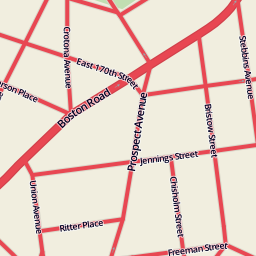 Crotona Avenue
Stebbins Avenue
East 170th Street
Place
Boston Road
Prospect Avenue
Bristow Street
Jennings Street
Union Avenue
Chisholm Street
Ritter Place
Freeman Street